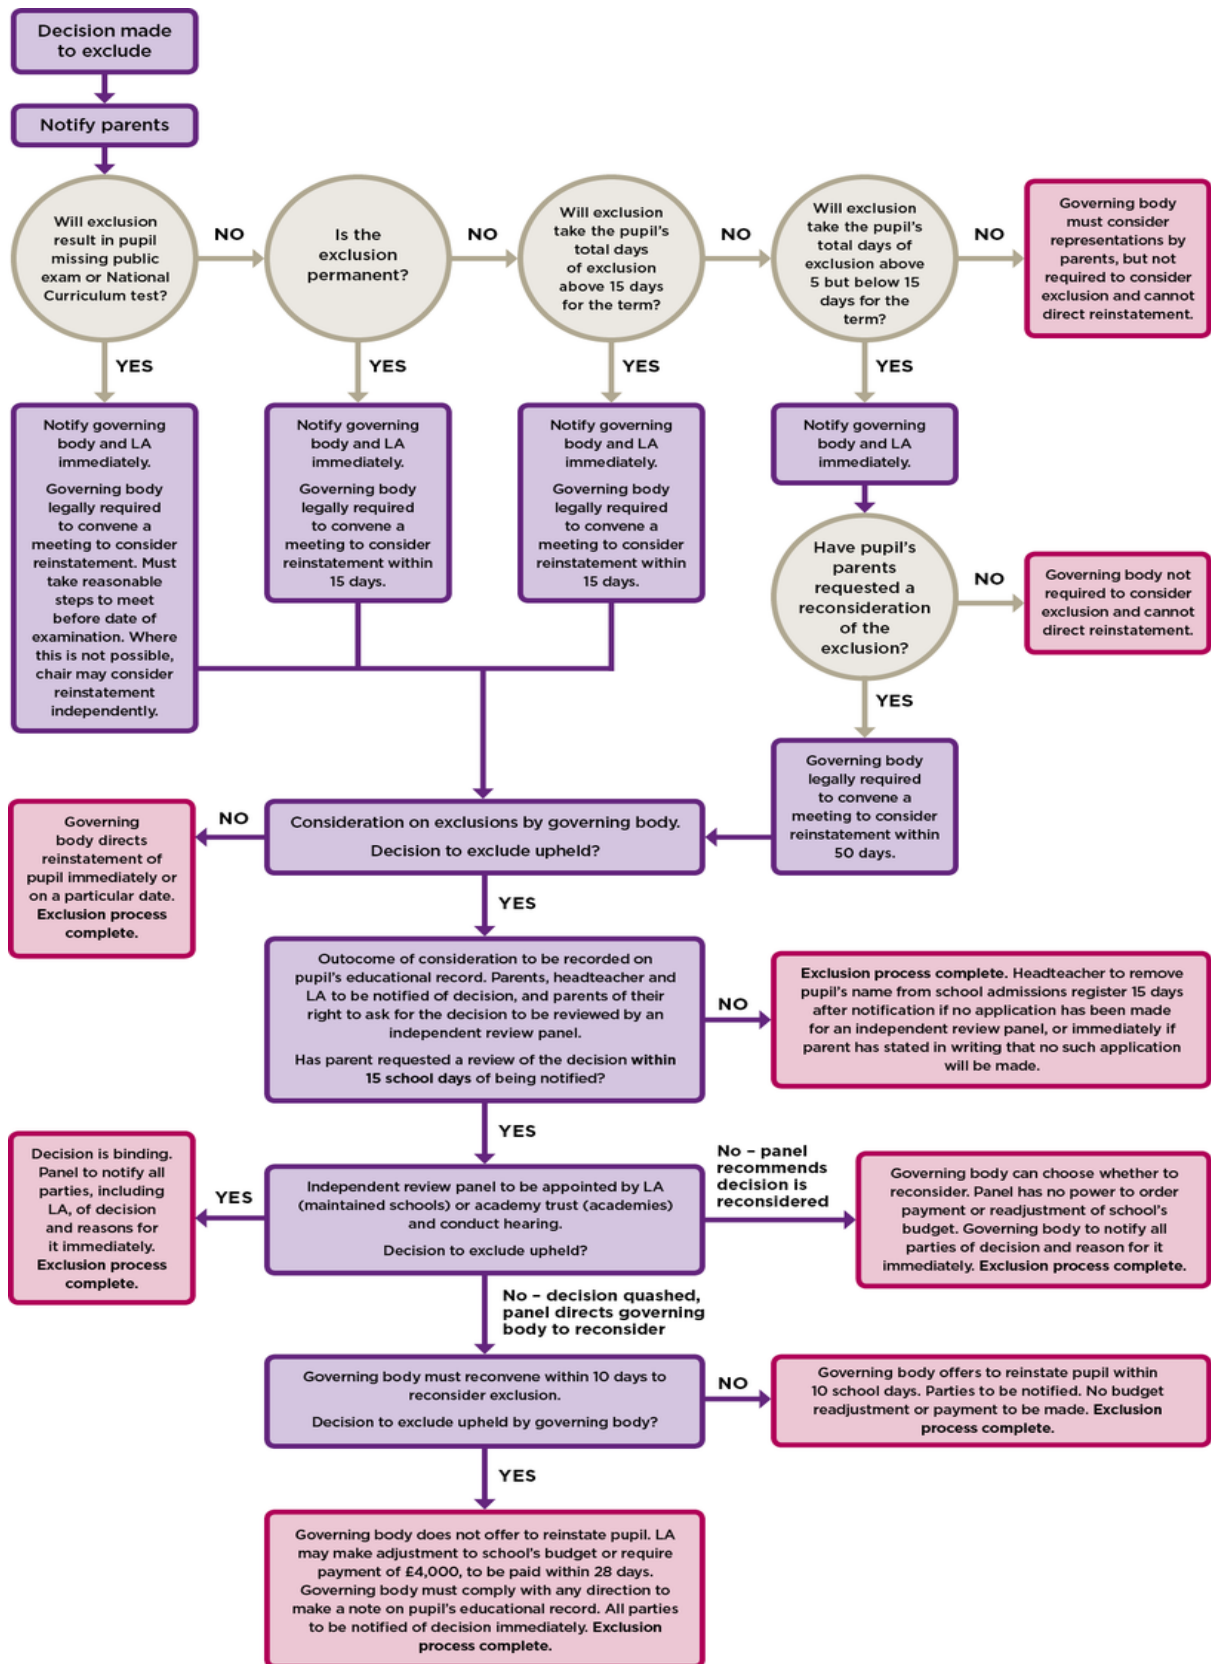 Decision made
to exclude
Notify parents
Will exclusion
result in pupil
missing public
exam or National
Curriculum test?
NO
Is the
exclusion
permanent?
NO
Will exclusion
take the pupil's
total days
of exclusion
above 15 days
for the term?
NO
Will exclusion
take the pupil's
total days of
exclusion above
5 but below 15
days for the
term?
NO
Governing body
must consider
representations by
parents, but not
required to consider
exclusion and cannot
direct reinstatement.
YES
YES
YES
YES
Notify governing
body and LA
immediately.
Governing body
legally required
to convene a
meeting to consider
reinstatement. Must
take reasonable
steps to meet
before date of
examination. Where
this is not possible,
chair may consider
reinstatement
independently.
Notify governing
body and LA
immediately.
Governing body
legally required
to convene a
meeting to consider
reinstatement within
15 days.
Notify governing
body and LA
immediately.
Governing body
legally required
to convene a
meeting to consider
reinstatement within
15 days.
Notify governing
body and LA
immediately.
Have pupil's
parents
requested a
reconsideration
of the
exclusion?
NO
Governing body not
required to consider
exclusion and cannot
direct reinstatement.
YES
Governing body
legally required
to convene a
meeting to consider
reinstatement within
50 days.
Consideration on exclusions by governing body.
Decision to exclude upheld?
NO
Governing
body directs
reinstatement of
pupil immediately or
on a particular date.
Exclusion process
complete.
YES
Outocome of consideration to be recorded on
pupil's educational record. Parents, headteacher and
LA to be notified of decision, and parents of their
right to ask for the decision to be reviewed by an
independent review panel.
Has parent requested a review of the decision within
15 school days of being notified?
NO
Exclusion process complete. Headteacher to remove
pupil's name from school admissions register 15 days
after notification if no application has been made
for an independent review panel, or immediately if
parent has stated in writing that no such application
will be made.
YES
Independent review panel to be appointed by LA
(maintained schools) or academy trust (academies)
and conduct hearing.
Decision to exclude upheld?
YES
Decision is binding.
Panel to notify all
parties, including
LA, of decision
and reasons for
it immediately.
Exclusion process
complete.
No – panel
recommends
decision is
reconsidered
Governing body can choose whether to
reconsider. Panel has no power to order
payment or readjustment of school's
budget. Governing body to notify all
parties of decision and reason for it
immediately. Exclusion process complete.
No – decision quashed,
panel directs governing
body to reconsider
Governing body must reconvene within 10 days to
reconsider exclusion.
Decision to exclude upheld by governing body?
NO
Governing body offers to reinstate pupil within
10 school days. Parties to be notified. No budget
readjustment or payment to be made. Exclusion
process complete.
YES
Governing body does not offer to reinstate pupil. LA
may make adjustment to school's budget or require
payment of £4,000, to be paid within 28 days.
Governing body must comply with any direction to
make a note on pupil's educational record. All parties
to be notified of decision immediately. Exclusion
process complete.